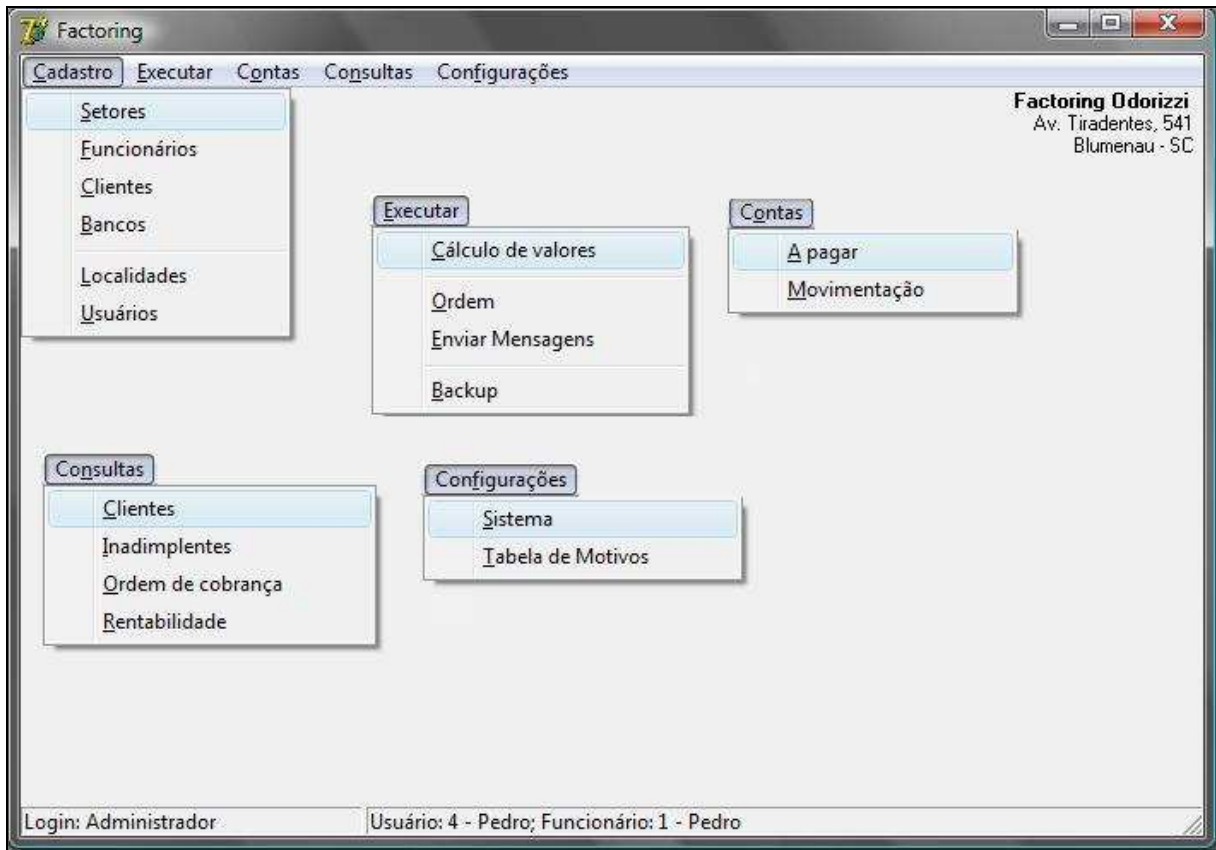 Factoring
Cadastro Executar Contas Consultas Configurações
Factoring Odorizzi
Av. Tiradentes, 541
Blumenau - SC
Setores
Funcionários
Clientes
Bancos
Localidades
Usuários
Executar
Cálculo de valores
Ordem
Enviar Mensagens
Backup
Contas
A pagar
Movimentação
Consultas
Clientes
Inadimplentes
Ordem de cobrança
Rentabilidade
Configurações
Sistema
Tabela de Motivos
Login: Administrador
Usuário: 4 - Pedro; Funcionário: 1 - Pedro